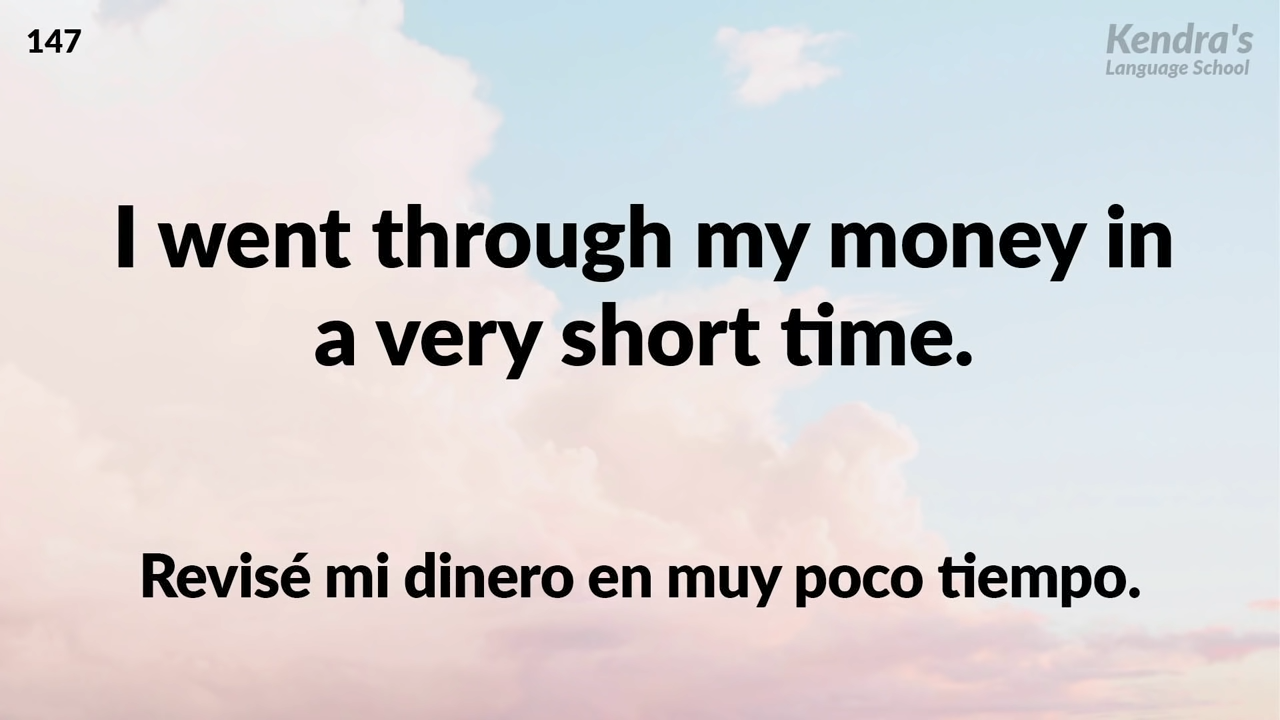 147
Kendra's
Language School
I went through my money in
a very short time.
Revisé mi dinero en muy poco tiempo.